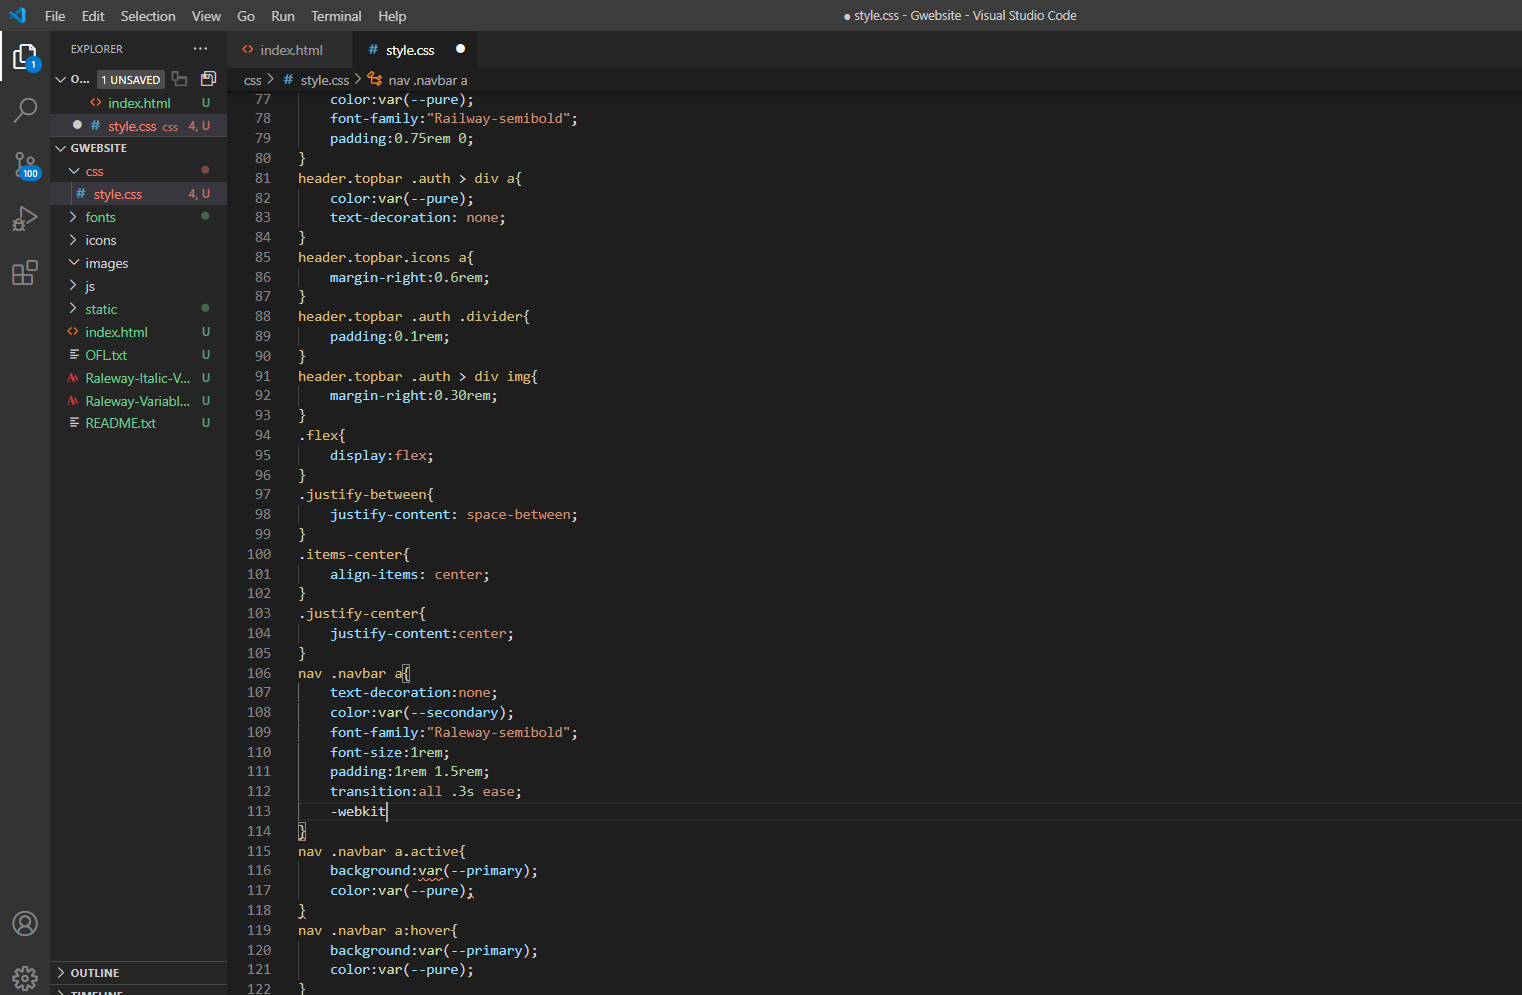 File Edit Selection View Go Run Terminal Help ● style.css - Gwebsite - Visual Studio Code
EXPLORER ···
index.html
style.css
css > style.css > nav .navbar a
O... 1 UNSAVED
index.html U
style.css css 4, U
GWEBSITE
css
style.css 4, U
fonts
icons
images
js
static
index.html U
OFL.txt U
Raleway-Italic-V... U
Raleway-Variabl... U
README.txt U
OUTLINE
TIMELINE
1
100
77 color:var(--pure);
78 font-family:"Railway-semibold";
79 padding:0.75rem 0;
80 }
81 header.topbar .auth > div a{
82 color:var(--pure);
83 text-decoration: none;
84 }
85 header.topbar.icons a{
86 margin-right:0.6rem;
87 }
88 header.topbar .auth .divider{
89 padding:0.1rem;
90 }
91 header.topbar .auth > div img{
92 margin-right:0.30rem;
93 }
94 .flex{
95 display:flex;
96 }
97 .justify-between{
98 justify-content: space-between;
99 }
100 .items-center{
101 align-items: center;
102 }
103 .justify-center{
104 justify-content:center;
105 }
106 nav .navbar a{
107 text-decoration:none;
108 color:var(--secondary);
109 font-family:"Raleway-semibold";
110 font-size:1rem;
111 padding:1rem 1.5rem;
112 transition:all .3s ease;
113 -webkit
114 }
115 nav .navbar a.active{
116 background:var(--primary);
117 color:var(--pure);
118 }
119 nav .navbar a:hover{
120 background:var(--primary);
121 color:var(--pure);
122 }